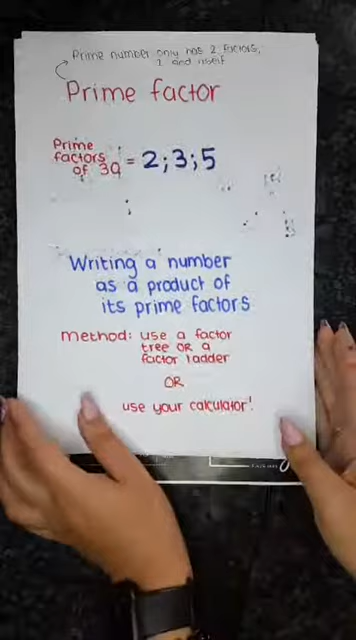 Prime number only has 2 factors,
1 and itself
Prime factor
Prime
factors
of 30 = 2;3;5
Writing a number
as a product of
its prime factors
method: use a factor
tree OR a
factor ladder
OR
use your calculator!